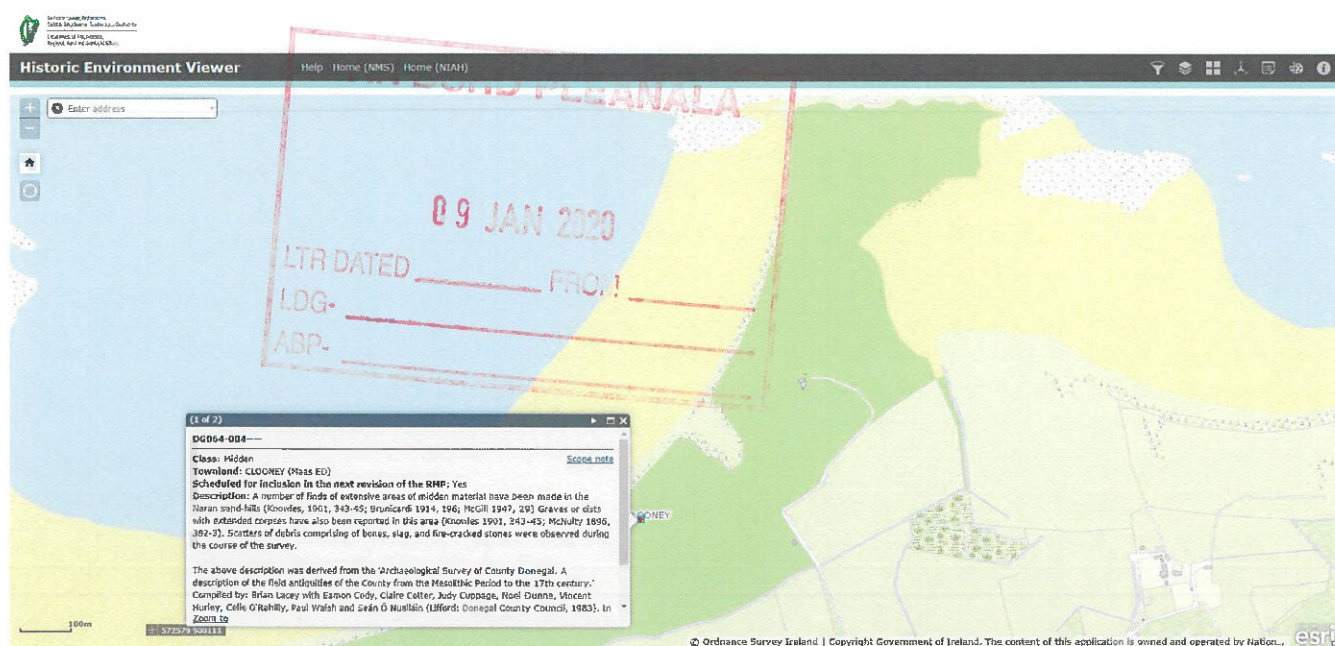 Historic Environment Viewer
Help Home (NMS) Home (NIAH)
Enter address
BORD PLEANALA
09 JAN 2020
LTR DATED FROM
LDG-
ABP-
(1 of 2)
DG064-004----
Class: Midden
Scope note
Townland: CLOONEY (Maas ED)
Scheduled for inclusion in the next revision of the RMP: Yes
Description: A number of finds of extensive areas of midden material have been made in the
Naran sand-hills (Knowles, 1901, 343-45; Brunicardi 1914, 196; McGill 1947, 29) Graves or cists
with extended corpses have also been reported in this area (Knowles 1901, 343-45; McNulty 1896,
382-3). Scatters of debris comprising of bones, slag, and fire-cracked stones were observed during
the course of the survey.
The above description was derived from the 'Archaeological Survey of County Donegal. A
description of the field antiquities of the County from the Mesolithic Period to the 17th century.'
Compiled by: Brian Lacey with Eamon Cody, Claire Cotter, Judy Cuppage, Noel Dunne, Vincent
Hurley, Celie O'Rahilly, Paul Walsh and Seán Ó Nualláin (Lifford: Donegal County Council, 1983). In
Zoom to
OONEY
100m
572579 900111
© Ordnance Survey Ireland | Copyright Government of Ireland. The content of this application is owned and operated by Nation...
esri